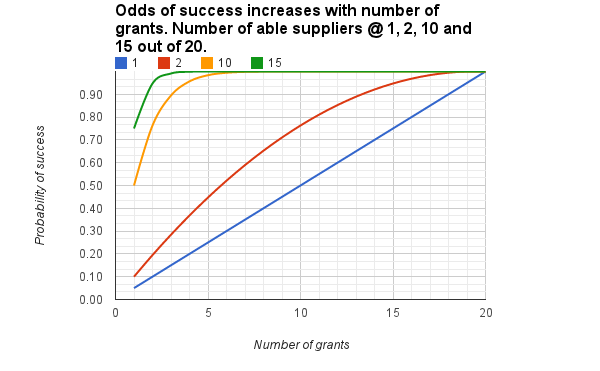 Odds of success increases with number of
grants. Number of able suppliers @ 1, 2, 10 and
15 out of 20.
1 2 10 15
0.90
0.80
0.70
0.60
0.50
0.40
0.30
0.20
0.10
0.00
Probability of success
0 5 10 15 20
Number of grants